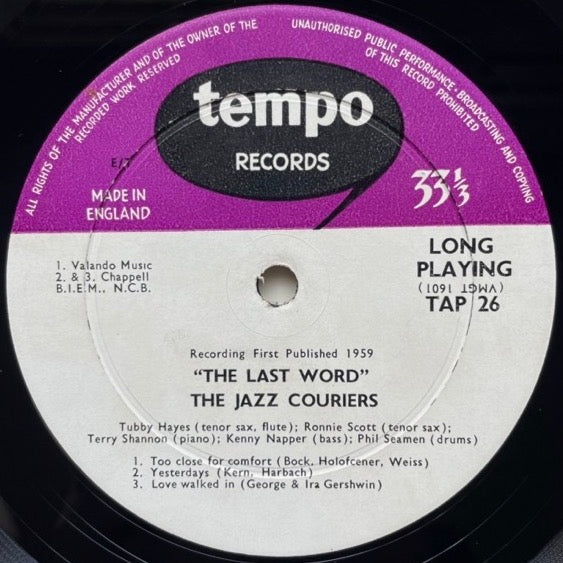 ALL RIGHTS OF THE MANUFACTURER AND OF THE OWNER OF THE
RECORDED WORK RESERVED
UNAUTHORISED PUBLIC PERFORMANCE · BROADCASTING AND COPYING
OF THIS RECORD PROHIBITED
tempo
RECORDS
E/T
MADE IN
ENGLAND
33⅓
1. Valando Music
2. & 3. Chappell
B.I.E.M., N.C.B.
LONG
PLAYING
(VMGT 1601)
TAP 26
Recording First Published 1959
"THE LAST WORD"
THE JAZZ COURIERS
Tubby Hayes (tenor sax, flute); Ronnie Scott (tenor sax);
Terry Shannon (piano); Kenny Napper (bass); Phil Seamen (drums)
1. Too close for comfort (Bock, Holofcener, Weiss)
2. Yesterdays (Kern, Harbach)
3. Love walked in (George & Ira Gershwin)